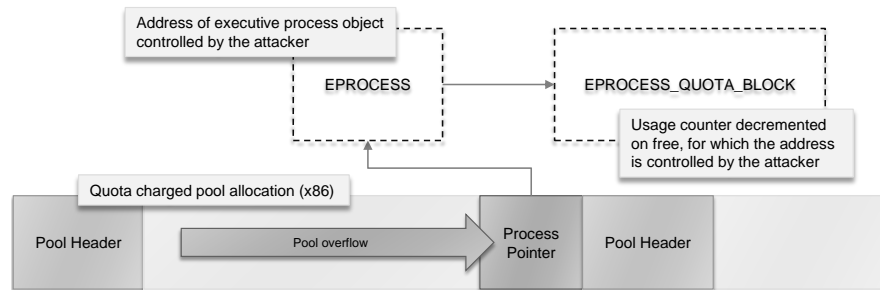 Address of executive process object
controlled by the attacker
EPROCESS
EPROCESS_QUOTA_BLOCK
Usage counter decremented
on free, for which the address
is controlled by the attacker
Quota charged pool allocation (x86)
Pool Header
Pool overflow
Process
Pointer
Pool Header